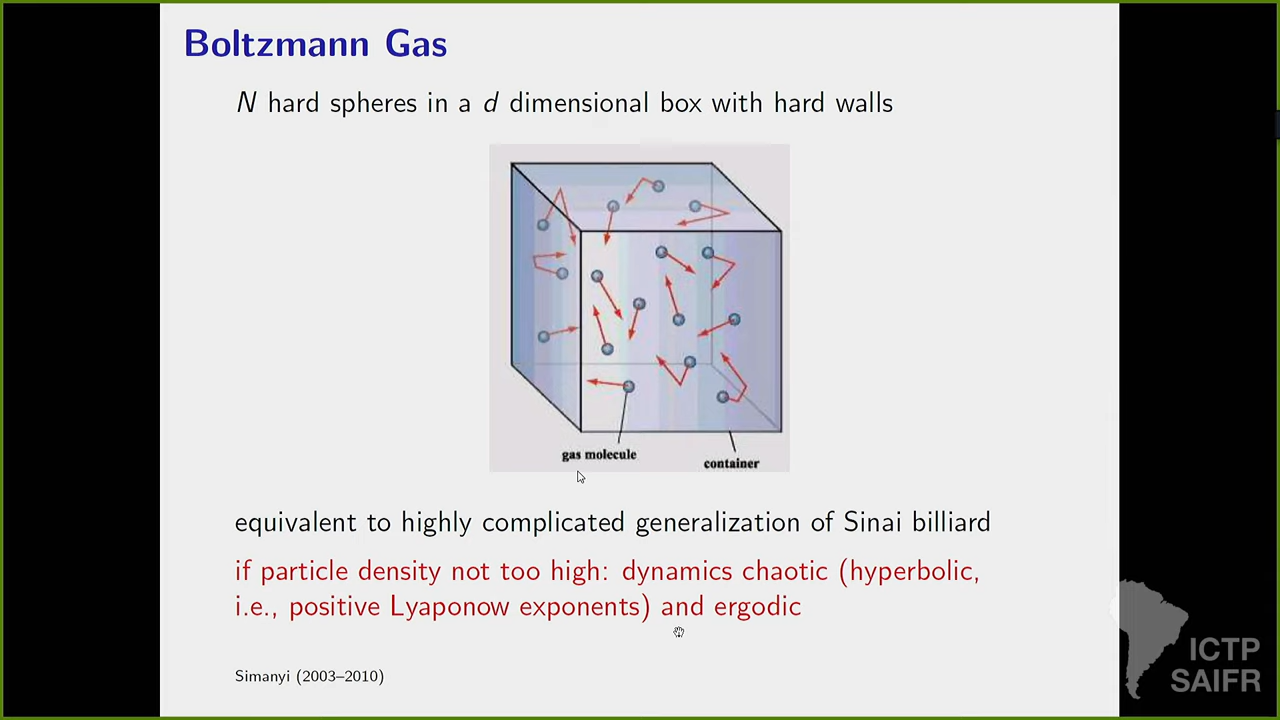 Boltzmann Gas
N hard spheres in a d dimensional box with hard walls
gas molecule
container
equivalent to highly complicated generalization of Sinai billiard
if particle density not too high: dynamics chaotic (hyperbolic,
i.e., positive Lyaponow exponents) and ergodic
Simanyi (2003–2010)
ICTP
SAIFR